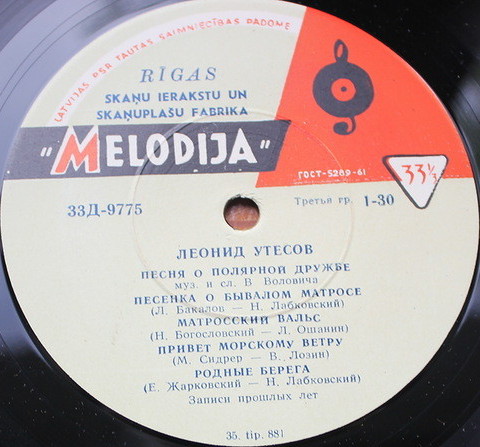 LATVIJAS PSR TAUTAS SAIMNIECĪBAS PADOME
RĪGAS
SKAŅU IERAKSTU UN
SKAŅUPLAŠU FABRIKA
"MELODIJA"
ГОСТ-5289-61
33⅓
33Д-9775
Третья гр. 1-30
ЛЕОНИД УТЕСОВ
ПЕСНЯ О ПОЛЯРНОЙ ДРУЖБЕ
муз. и сл. В Воловича
ПЕСЕНКА О БЫВАЛОМ МАТРОСЕ
(Л. Бакалов — Н. Лабковский)
МАТРОССКИЙ ВАЛЬС
(Н. Богословский — Л. Ошанин)
ПРИВЕТ МОРСКОМУ ВЕТРУ
(М. Сидрер — В. Лозин)
РОДНЫЕ БЕРЕГА
(Е. Жарковский — Н. Лабковский)
Записи прошлых лет
35. tip. 881